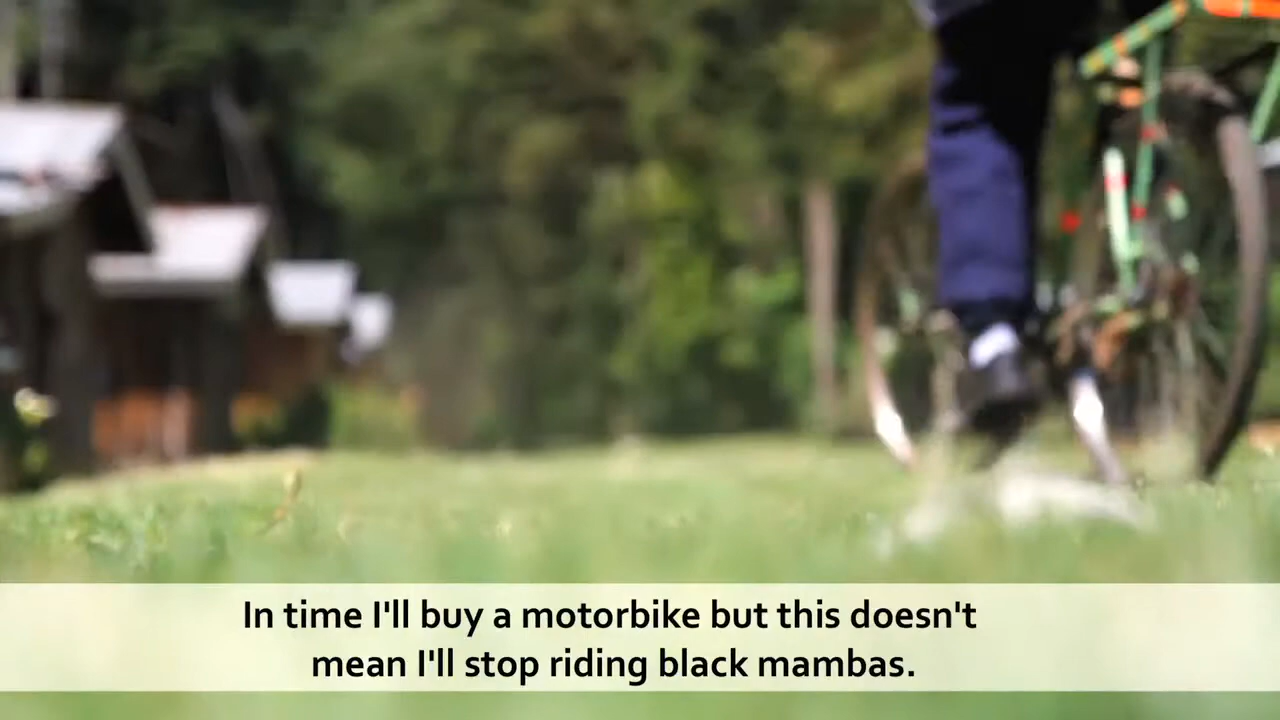 In time I'll buy a motorbike but this doesn't
mean I'll stop riding black mambas.